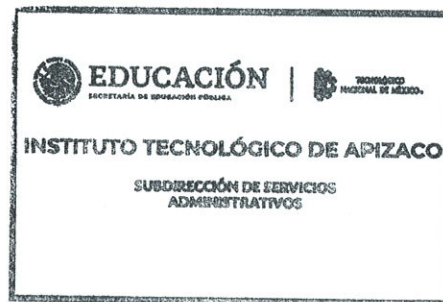 EDUCACIÓN
SECRETARÍA DE EDUCACIÓN PÚBLICA
TECNOLÓGICO
NACIONAL DE MÉXICO®
INSTITUTO TECNOLÓGICO DE APIZACO
SUBDIRECCIÓN DE SERVICIOS
ADMINISTRATIVOS